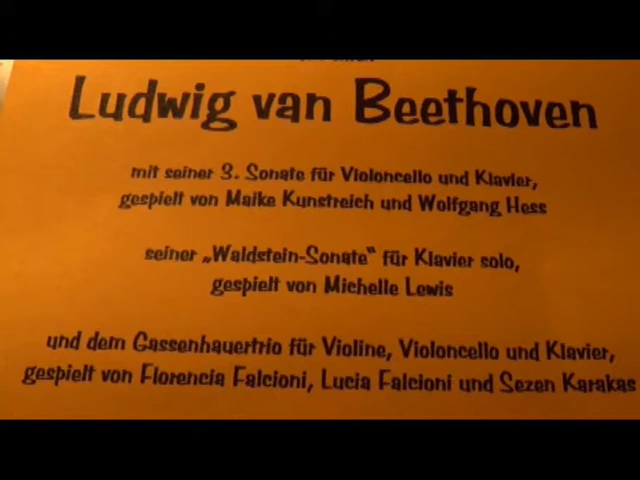 Ludwig van Beethoven
mit seiner 3. Sonate für Violoncello und Klavier,
gespielt von Maike Kunstreich und Wolfgang Hess
seiner „Waldstein-Sonate“ für Klavier solo,
gespielt von Michelle Lewis
und dem Gassenhauertrio für Violine, Violoncello und Klavier,
gespielt von Florencia Falcioni, Lucia Falcioni und Sezen Karakas